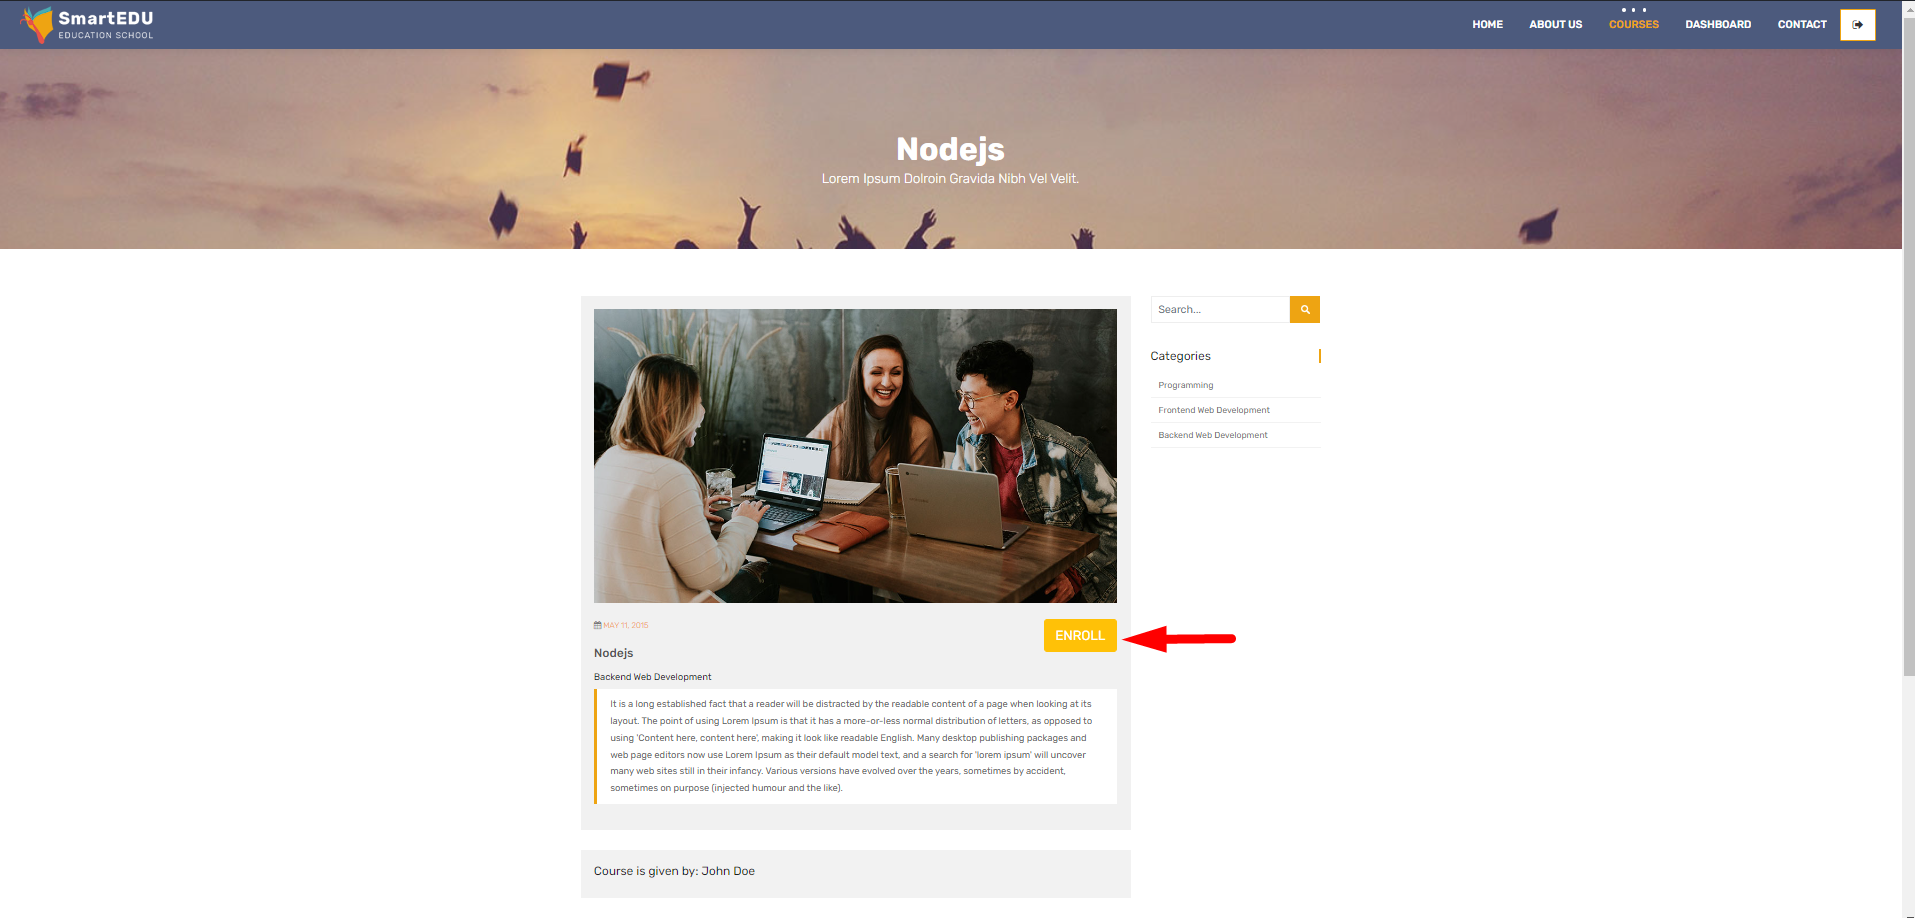 SmartEDU
EDUCATION SCHOOL
HOME
ABOUT US
COURSES
DASHBOARD
CONTACT
Nodejs
Lorem Ipsum Dolroin Gravida Nibh Vel Velit.
Search...
Categories
Programming
Frontend Web Development
Backend Web Development
MAY 11, 2015
ENROLL
Nodejs
Backend Web Development
It is a long established fact that a reader will be distracted by the readable content of a page when looking at its
layout. The point of using Lorem Ipsum is that it has a more-or-less normal distribution of letters, as opposed to
using 'Content here, content here', making it look like readable English. Many desktop publishing packages and
web page editors now use Lorem Ipsum as their default model text, and a search for 'lorem ipsum' will uncover
many web sites still in their infancy. Various versions have evolved over the years, sometimes by accident,
sometimes on purpose (injected humour and the like).
Course is given by: John Doe